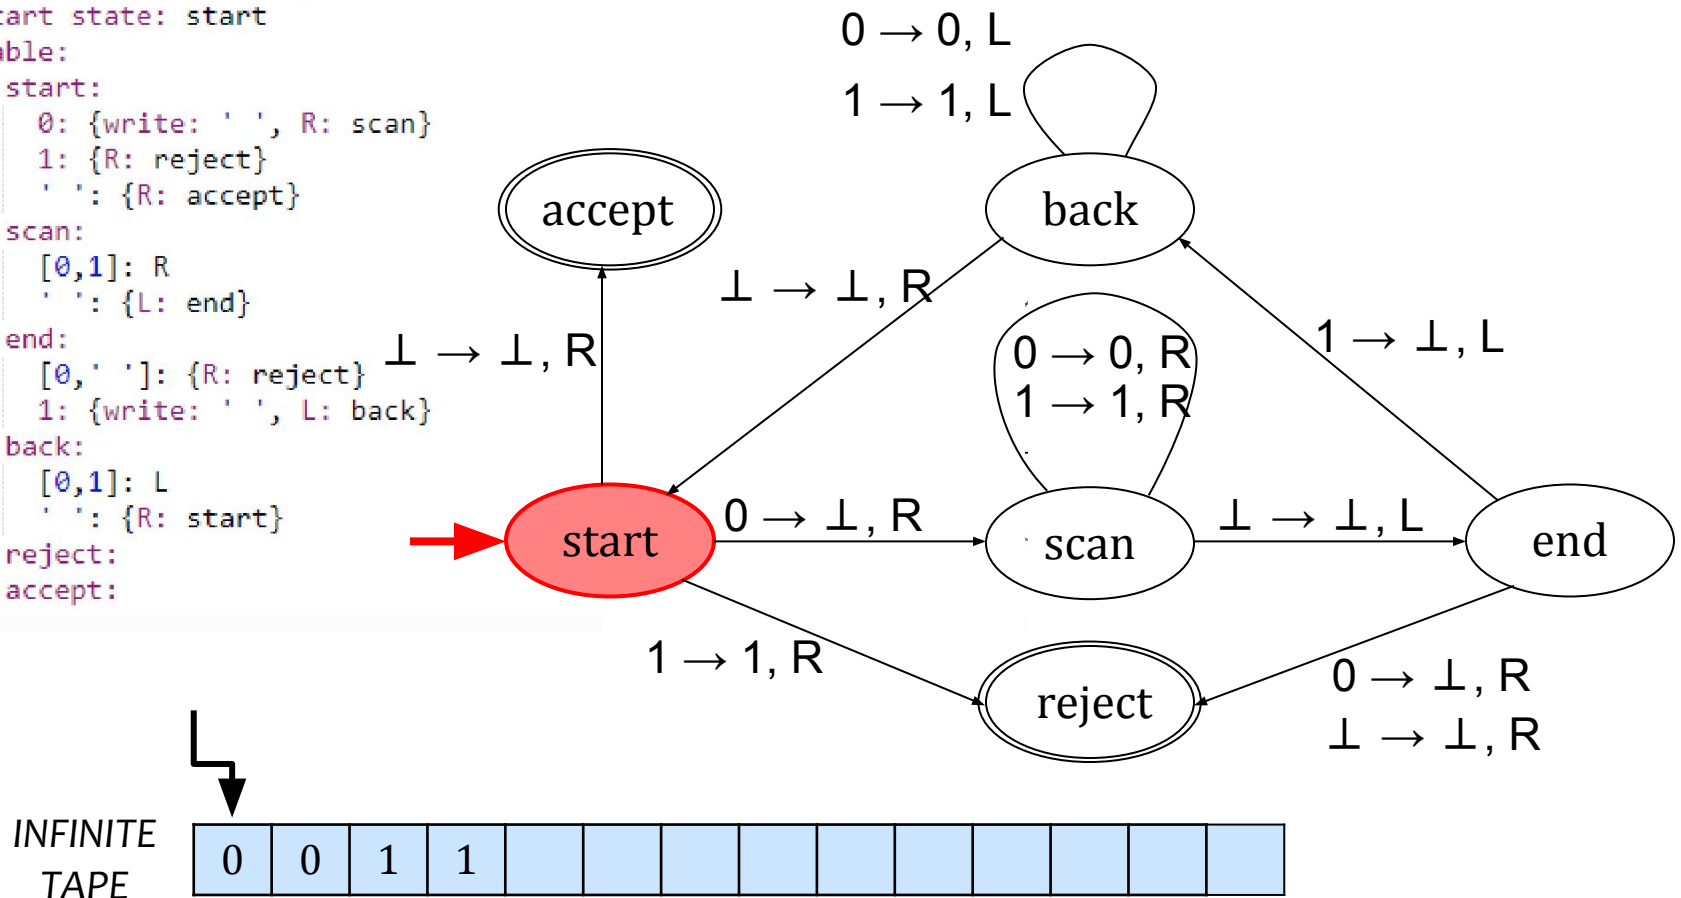 tart state: start
able:
start:
0: {write: ' ', R: scan}
1: {R: reject}
' ': {R: accept}
scan:
[0,1]: R
' ': {L: end}
end:
[0,' ']: {R: reject}
1: {write: ' ', L: back}
back:
[0,1]: L
' ': {R: start}
reject:
accept:
0 → 0, L
1 → 1, L
accept
back
⊥ → ⊥, R
⊥ → ⊥, R
0 → 0, R
1 → 1, R
1 → ⊥, L
start
0 → ⊥, R
scan
⊥ → ⊥, L
end
1 → 1, R
reject
0 → ⊥, R
⊥ → ⊥, R
INFINITE
TAPE
0 0 1 1